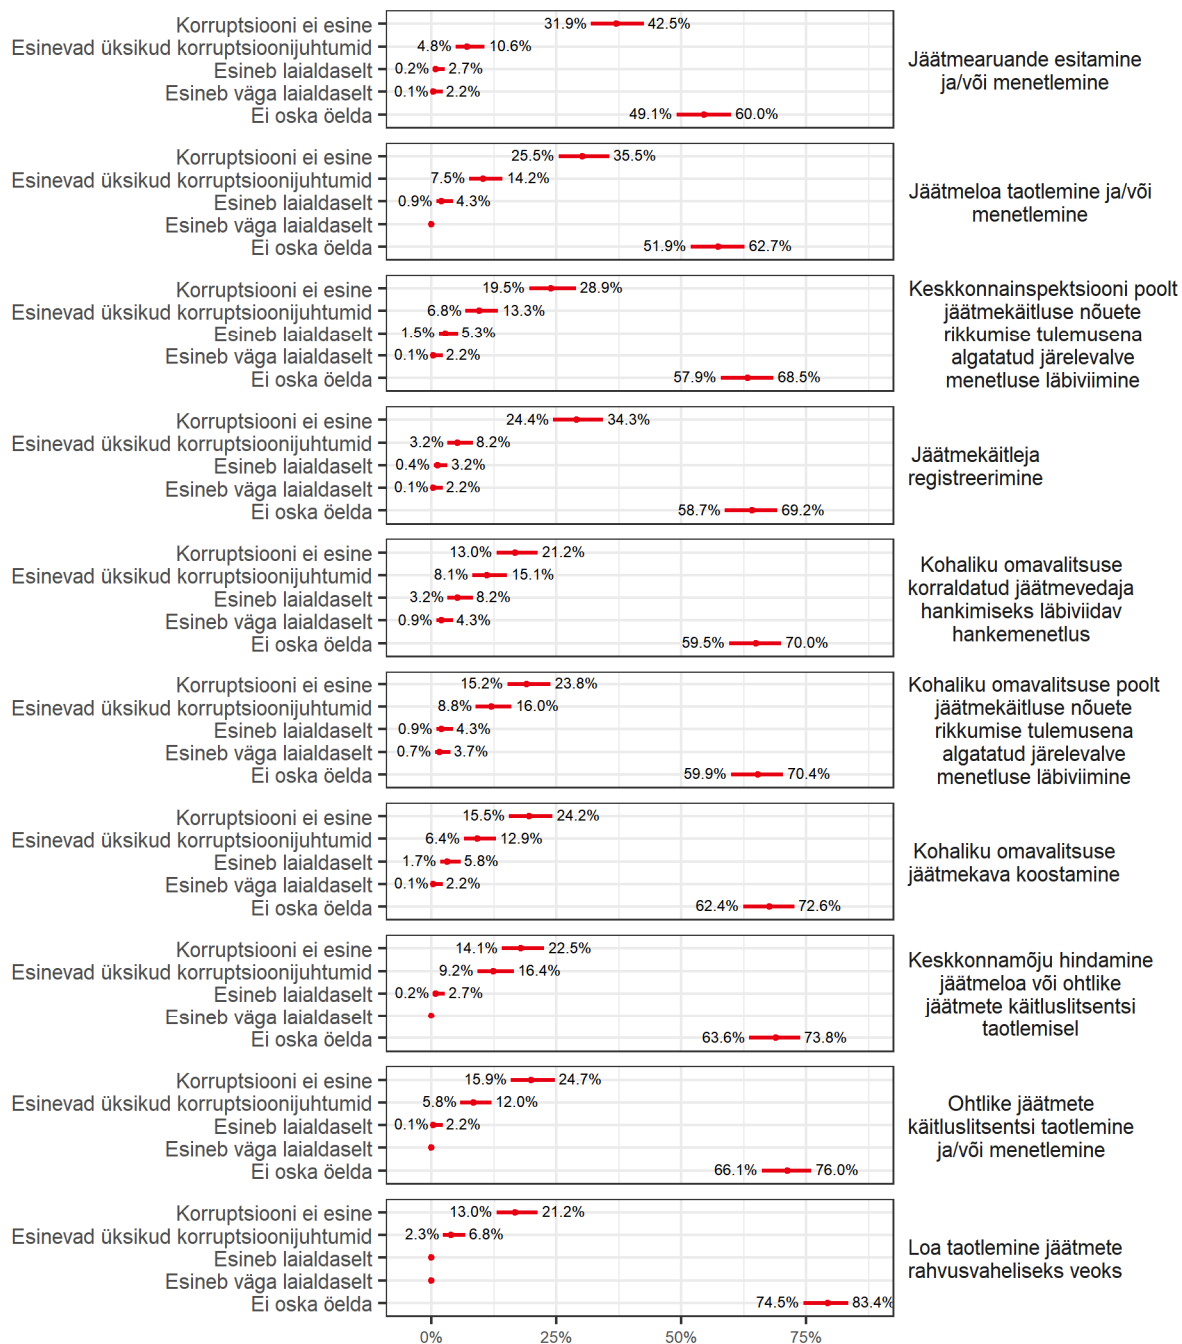 Korruptsiooni ei esine 31.9% 42.5%
Esinevad üksikud korruptsioonijuhtumid 4.8% 10.6%
Esineb laialdaselt 0.2% 2.7%
Esineb väga laialdaselt 0.1% 2.2%
Ei oska öelda 49.1% 60.0%
Jäätmearuande esitamine
ja/või menetlemine
Korruptsiooni ei esine 25.5% 35.5%
Esinevad üksikud korruptsioonijuhtumid 7.5% 14.2%
Esineb laialdaselt 0.9% 4.3%
Esineb väga laialdaselt
Ei oska öelda 51.9% 62.7%
Jäätmeloa taotlemine ja/või
menetlemine
Korruptsiooni ei esine 19.5% 28.9%
Esinevad üksikud korruptsioonijuhtumid 6.8% 13.3%
Esineb laialdaselt 1.5% 5.3%
Esineb väga laialdaselt 0.1% 2.2%
Ei oska öelda 57.9% 68.5%
Keskkonnainspektsiooni poolt
jäätmekäitluse nõuete
rikkumise tulemusena
algatatud järelevalve
menetluse läbiviimine
Korruptsiooni ei esine 24.4% 34.3%
Esinevad üksikud korruptsioonijuhtumid 3.2% 8.2%
Esineb laialdaselt 0.4% 3.2%
Esineb väga laialdaselt 0.1% 2.2%
Ei oska öelda 58.7% 69.2%
Jäätmekäitleja
registreerimine
Korruptsiooni ei esine 13.0% 21.2%
Esinevad üksikud korruptsioonijuhtumid 8.1% 15.1%
Esineb laialdaselt 3.2% 8.2%
Esineb väga laialdaselt 0.9% 4.3%
Ei oska öelda 59.5% 70.0%
Kohaliku omavalitsuse
korraldatud jäätmevedaja
hankimiseks läbiviidav
hankemenetlus
Korruptsiooni ei esine 15.2% 23.8%
Esinevad üksikud korruptsioonijuhtumid 8.8% 16.0%
Esineb laialdaselt 0.9% 4.3%
Esineb väga laialdaselt 0.7% 3.7%
Ei oska öelda 59.9% 70.4%
Kohaliku omavalitsuse poolt
jäätmekäitluse nõuete
rikkumise tulemusena
algatatud järelevalve
menetluse läbiviimine
Korruptsiooni ei esine 15.5% 24.2%
Esinevad üksikud korruptsioonijuhtumid 6.4% 12.9%
Esineb laialdaselt 1.7% 5.8%
Esineb väga laialdaselt 0.1% 2.2%
Ei oska öelda 62.4% 72.6%
Kohaliku omavalitsuse
jäätmekava koostamine
Korruptsiooni ei esine 14.1% 22.5%
Esinevad üksikud korruptsioonijuhtumid 9.2% 16.4%
Esineb laialdaselt 0.2% 2.7%
Esineb väga laialdaselt
Ei oska öelda 63.6% 73.8%
Keskkonnamõju hindamine
jäätmeloa või ohtlike
jäätmete käitluslitsentsi
taotlemisel
Korruptsiooni ei esine 15.9% 24.7%
Esinevad üksikud korruptsioonijuhtumid 5.8% 12.0%
Esineb laialdaselt 0.1% 2.2%
Esineb väga laialdaselt
Ei oska öelda 66.1% 76.0%
Ohtlike jäätmete
käitluslitsentsi taotlemine
ja/või menetlemine
Korruptsiooni ei esine 13.0% 21.2%
Esinevad üksikud korruptsioonijuhtumid 2.3% 6.8%
Esineb laialdaselt
Esineb väga laialdaselt
Ei oska öelda 74.5% 83.4%
Loa taotlemine jäätmete
rahvusvaheliseks veoks
0% 25% 50% 75%